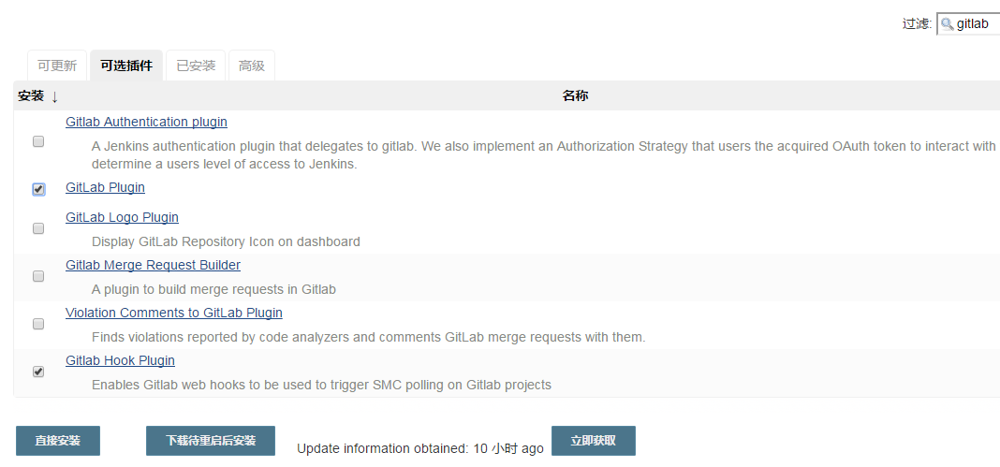 过滤: gitlab
可更新 可选插件 已安装 高级
安装 ↓ 名称
Gitlab Authentication plugin
A Jenkins authentication plugin that delegates to gitlab. We also implement an Authorization Strategy that users the acquired OAuth token to interact with
determine a users level of access to Jenkins.
GitLab Plugin
GitLab Logo Plugin
Display GitLab Repository Icon on dashboard
Gitlab Merge Request Builder
A plugin to build merge requests in Gitlab
Violation Comments to GitLab Plugin
Finds violations reported by code analyzers and comments GitLab merge requests with them.
Gitlab Hook Plugin
Enables Gitlab web hooks to be used to trigger SMC polling on Gitlab projects
直接安装 下载待重启后安装 Update information obtained: 10 小时 ago 立即获取